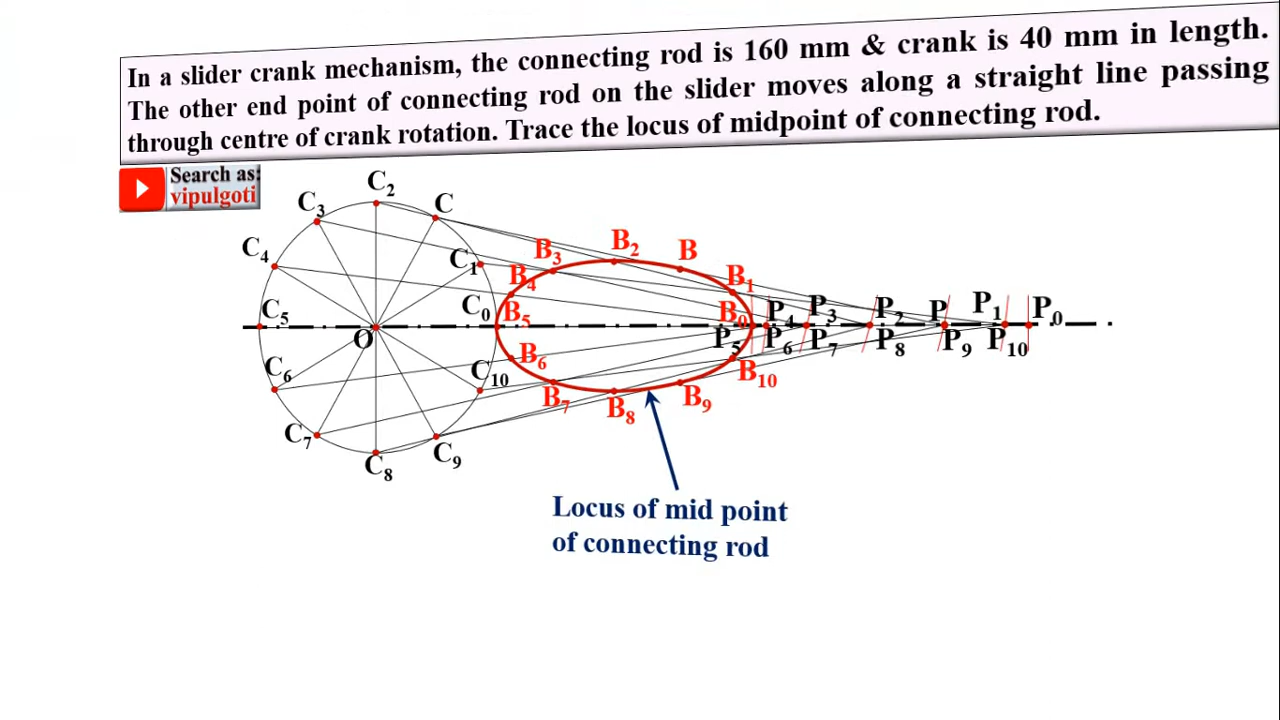 In a slider crank mechanism, the connecting rod is 160 mm & crank is 40 mm in length.
The other end point of connecting rod on the slider moves along a straight line passing
through centre of crank rotation. Trace the locus of midpoint of connecting rod.
Search as:
vipulgoti
C₂
C₃
C
C₄
C₁
B₃
B₂
B
B₄
B₁
C₅
C₀
B₅
B₀
P₄
P₃
P₂
P
P₁
P₀
O
P₅
P₆
P₇
P₈
P₉
P₁₀
C₆
C₁₀
B₆
B₁₀
B₇
B₈
B₉
C₇
C₈
C₉
Locus of mid point
of connecting rod